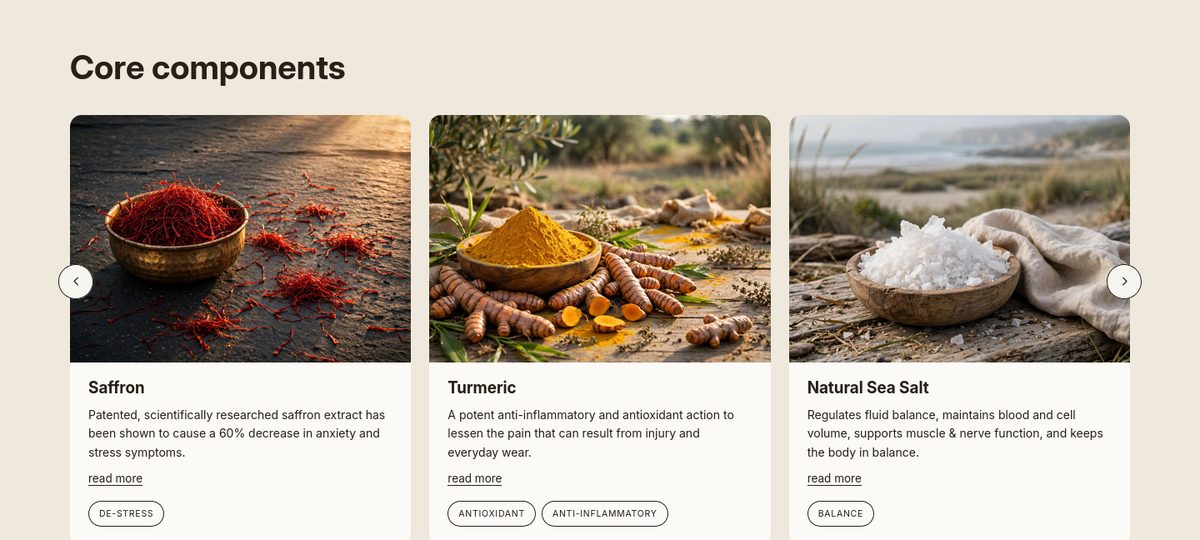 Core components
Saffron
Patented, scientifically researched saffron extract has
been shown to cause a 60% decrease in anxiety and
stress symptoms.
read more
DE-STRESS
Turmeric
A potent anti-inflammatory and antioxidant action to
lessen the pain that can result from injury and
everyday wear.
read more
ANTIOXIDANT
ANTI-INFLAMMATORY
Natural Sea Salt
Regulates fluid balance, maintains blood and cell
volume, supports muscle & nerve function, and keeps
the body in balance.
read more
BALANCE